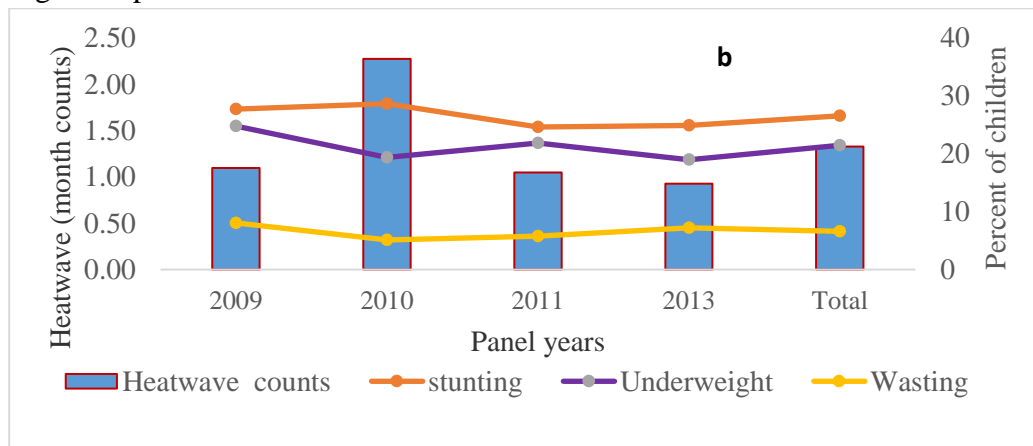 2.50
2.00
1.50
1.00
0.50
0.00
Heatwave (month counts)
b
40
30
20
10
0
Percent of children
2009 2010 2011 2013 Total
Panel years
Heatwave counts stunting Underweight Wasting